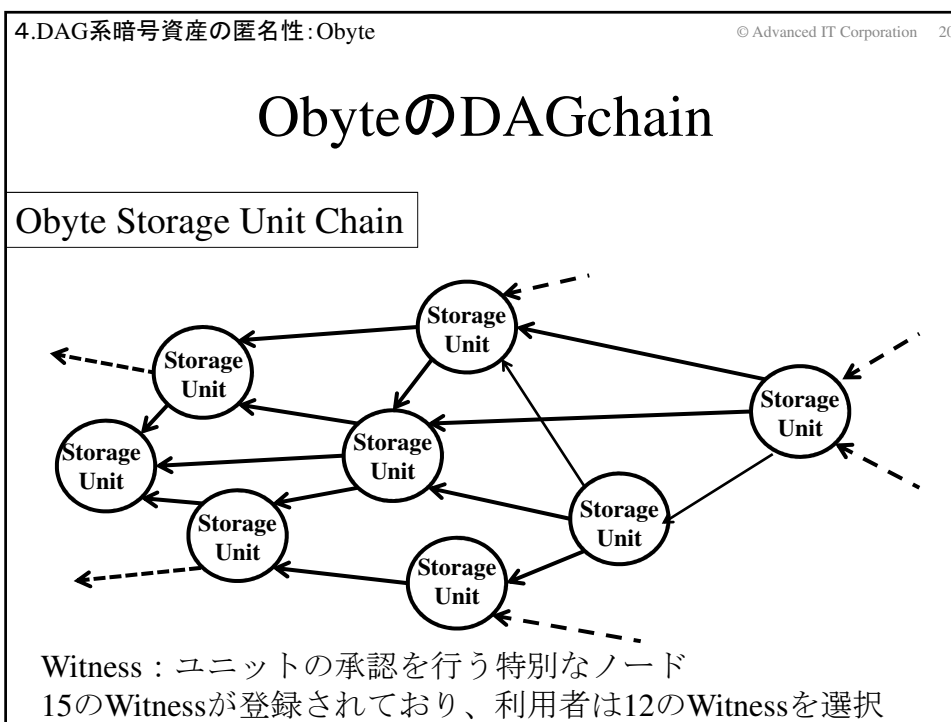 4.DAG系暗号資産の匿名性：Obyte
© Advanced IT Corporation 20
ObyteのDAGchain
Obyte Storage Unit Chain
Storage
Unit
Storage
Unit
Storage
Unit
Storage
Unit
Storage
Unit
Storage
Unit
Storage
Unit
Storage
Unit
Witness：ユニットの承認を行う特別なノード
15のWitnessが登録されており、利用者は12のWitnessを選択